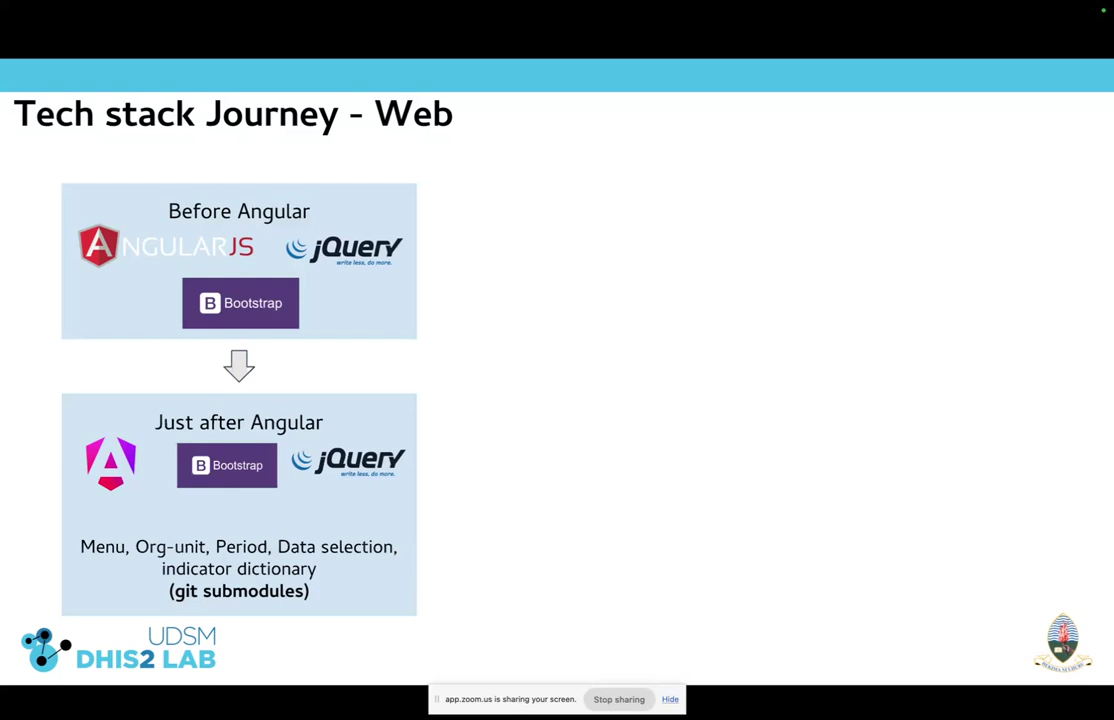 Tech stack Journey - Web
Before Angular
ANGULARJS
jQuery
write less, do more.
B Bootstrap
Just after Angular
A
B Bootstrap
jQuery
write less, do more.
Menu, Org-unit, Period, Data selection,
indicator dictionary
(git submodules)
UDSM
DHIS2 LAB
app.zoom.us is sharing your screen.
Stop sharing
Hide